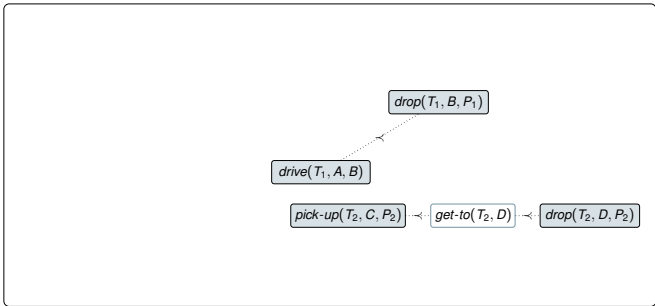 drop(T₁, B, P₁)
≺
drive(T₁, A, B)
pick-up(T₂, C, P₂) ≺ get-to(T₂, D) ≺ drop(T₂, D, P₂)